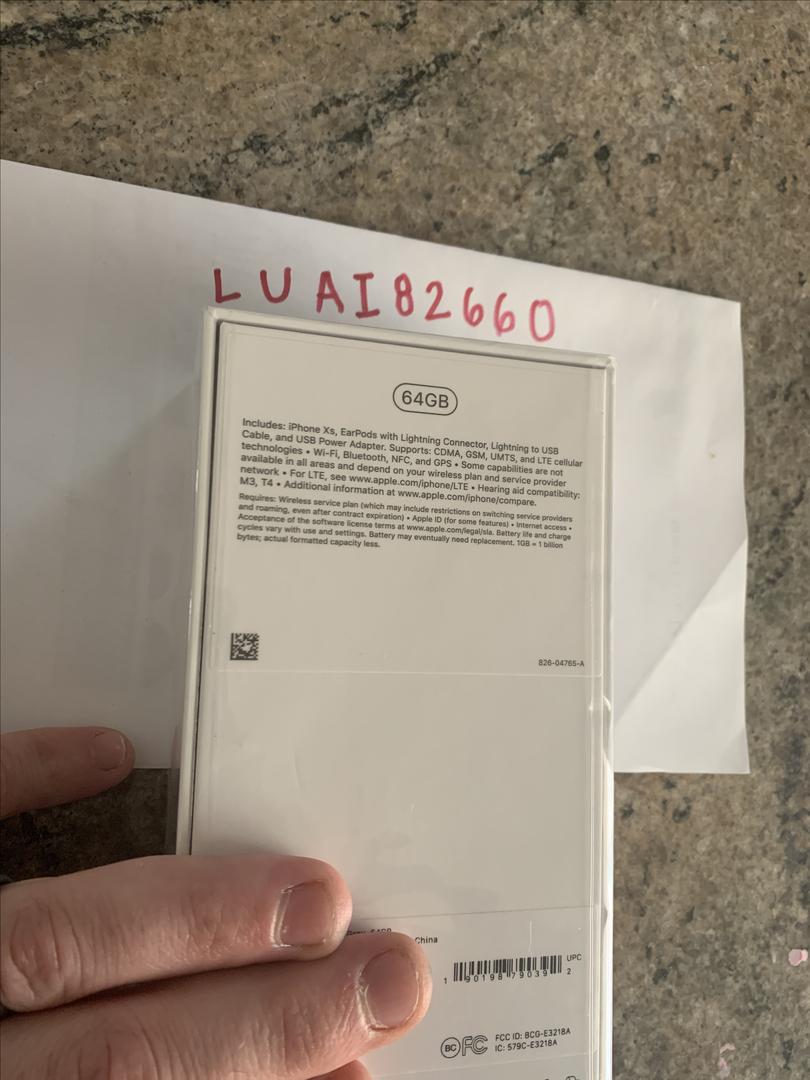 LUAI82660
64GB
Includes: iPhone Xs, EarPods with Lightning Connector, Lightning to USB
Cable, and USB Power Adapter. Supports: CDMA, GSM, UMTS, and LTE cellular
technologies • Wi-Fi, Bluetooth, NFC, and GPS • Some capabilities are not
available in all areas and depend on your wireless plan and service provider
network • For LTE, see www.apple.com/iphone/LTE • Hearing aid compatibility:
M3, T4 • Additional information at www.apple.com/iphone/compare.
Requires: Wireless service plan (which may include restrictions on switching service providers
and roaming, even after contract expiration) • Apple ID (for some features) • Internet access •
Acceptance of the software license terms at www.apple.com/legal/sla. Battery life and charge
cycles vary with use and settings. Battery may eventually need replacement. 1GB = 1 billion
bytes; actual formatted capacity less.
826-04765-A
64GB
China
UPC
1 90198 79039 2
BC FC
FCC ID: BCG-E3218A
IC: 579C-E3218A